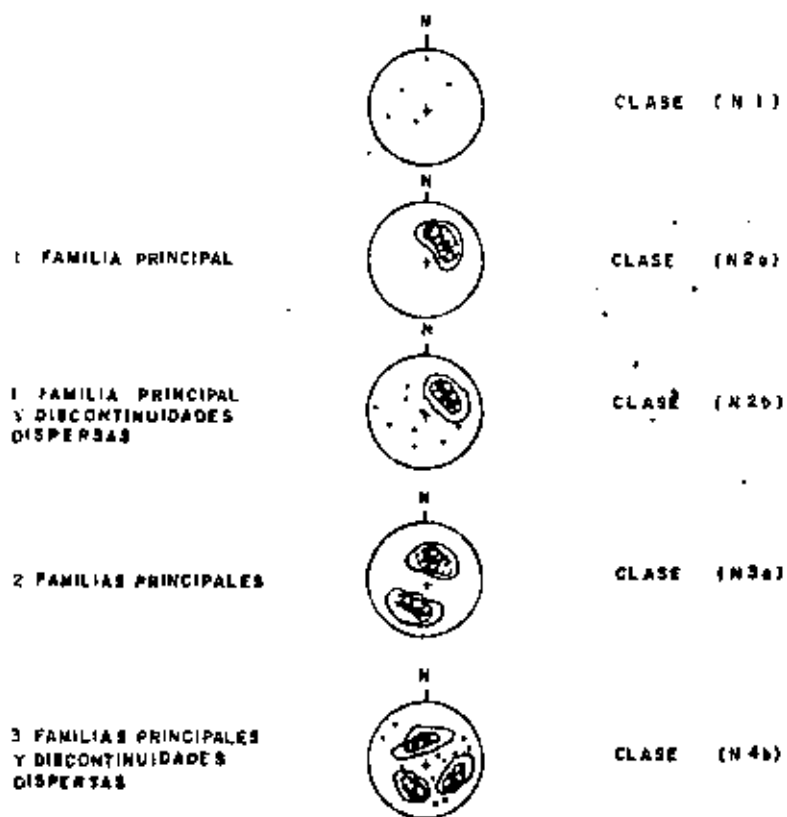 N
CLASE (N1)
N
1 FAMILIA PRINCIPAL
CLASE (N2a)
N
1 FAMILIA PRINCIPAL
Y DISCONTINUIDADES
DISPERSAS
CLASE (N2b)
N
2 FAMILIAS PRINCIPALES
CLASE (N3a)
N
3 FAMILIAS PRINCIPALES
Y DISCONTINUIDADES
DISPERSAS
CLASE (N4b)